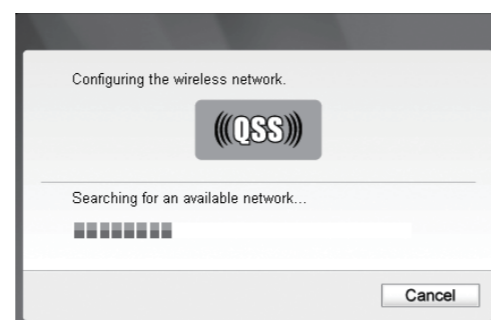 Configuring the wireless network.
(((QSS)))
Searching for an available network...
Cancel